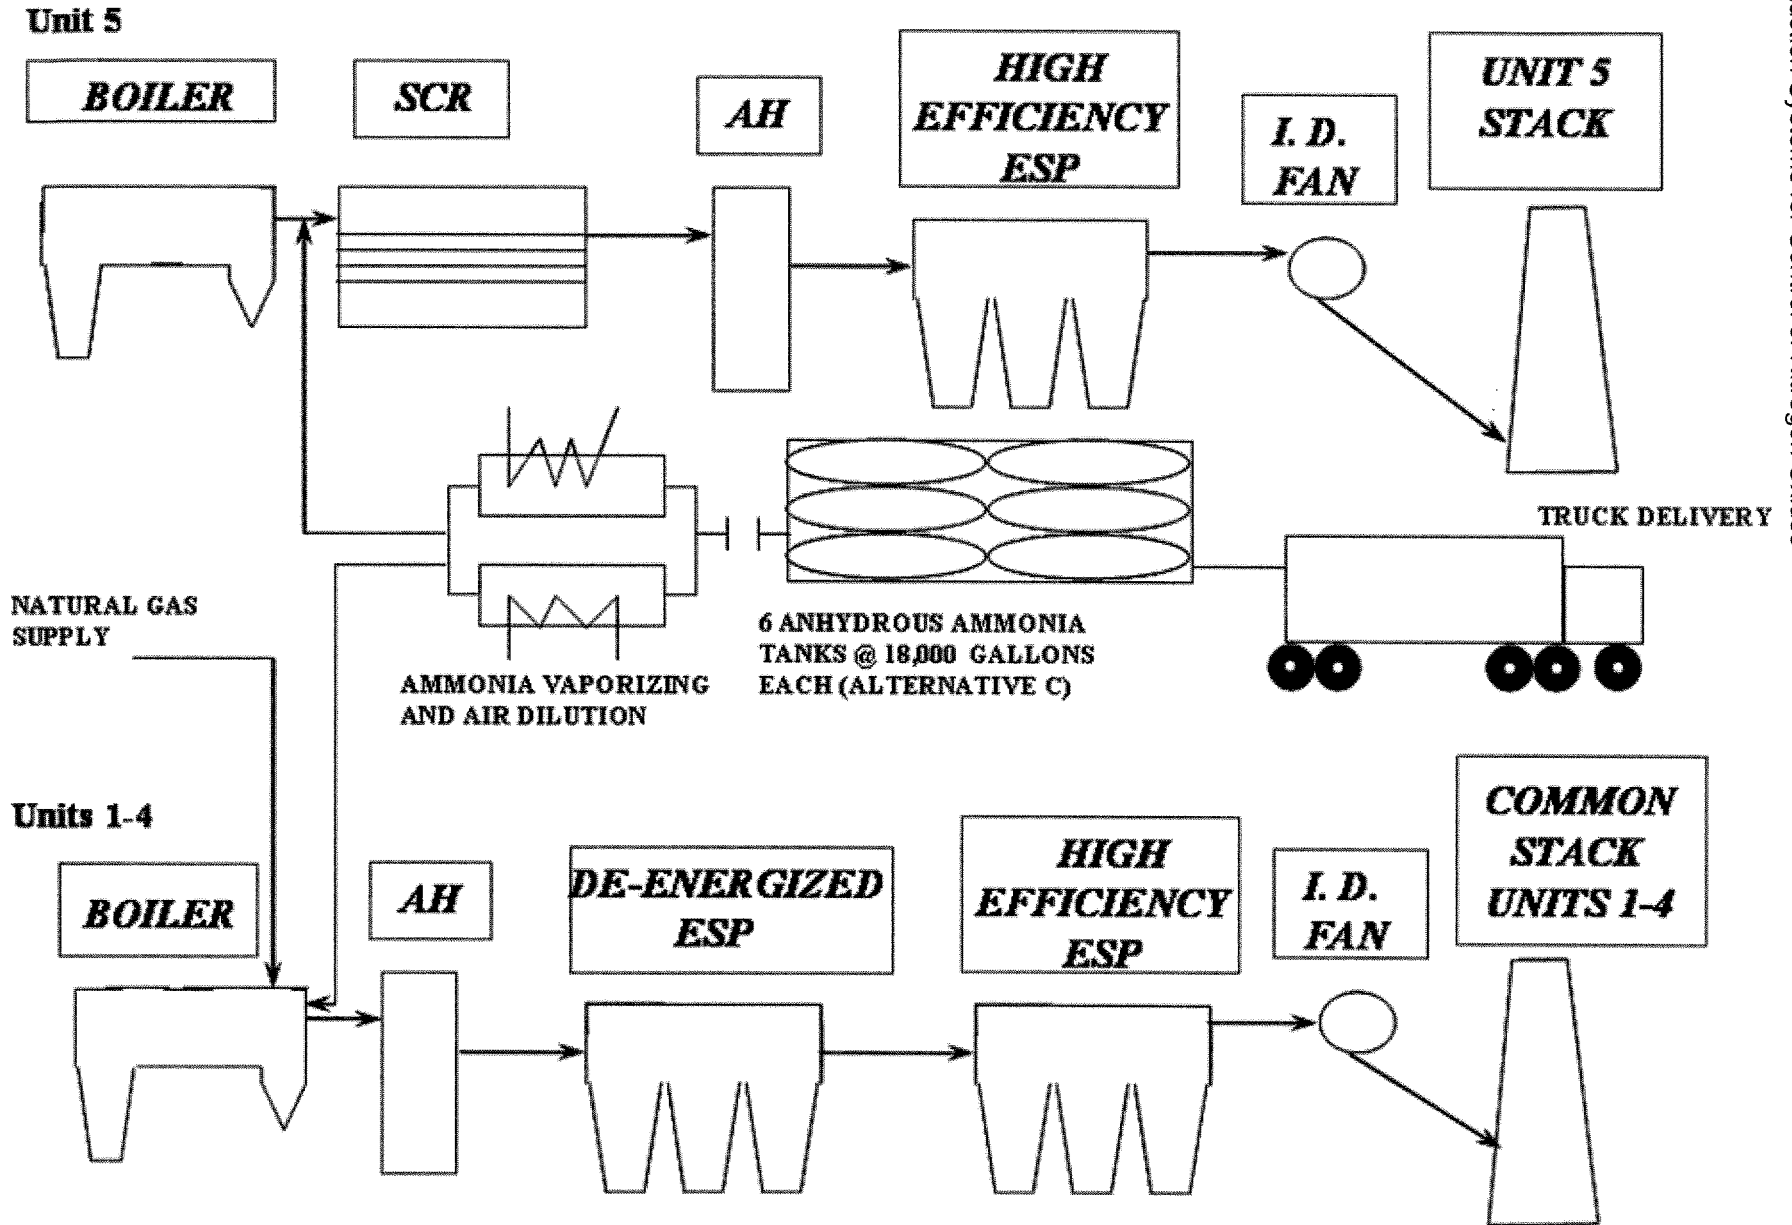 Unit 5
BOILER
SCR
AH
HIGH
EFFICIENCY
ESP
I. D.
FAN
UNIT 5
STACK
TRUCK DELIVERY
NATURAL GAS
SUPPLY
6 ANHYDROUS AMMONIA
TANKS @ 18,000 GALLONS
EACH (ALTERNATIVE C)
AMMONIA VAPORIZING
AND AIR DILUTION
Units 1-4
BOILER
AH
DE-ENERGIZED
ESP
HIGH
EFFICIENCY
ESP
I. D.
FAN
COMMON
STACK
UNITS 1-4